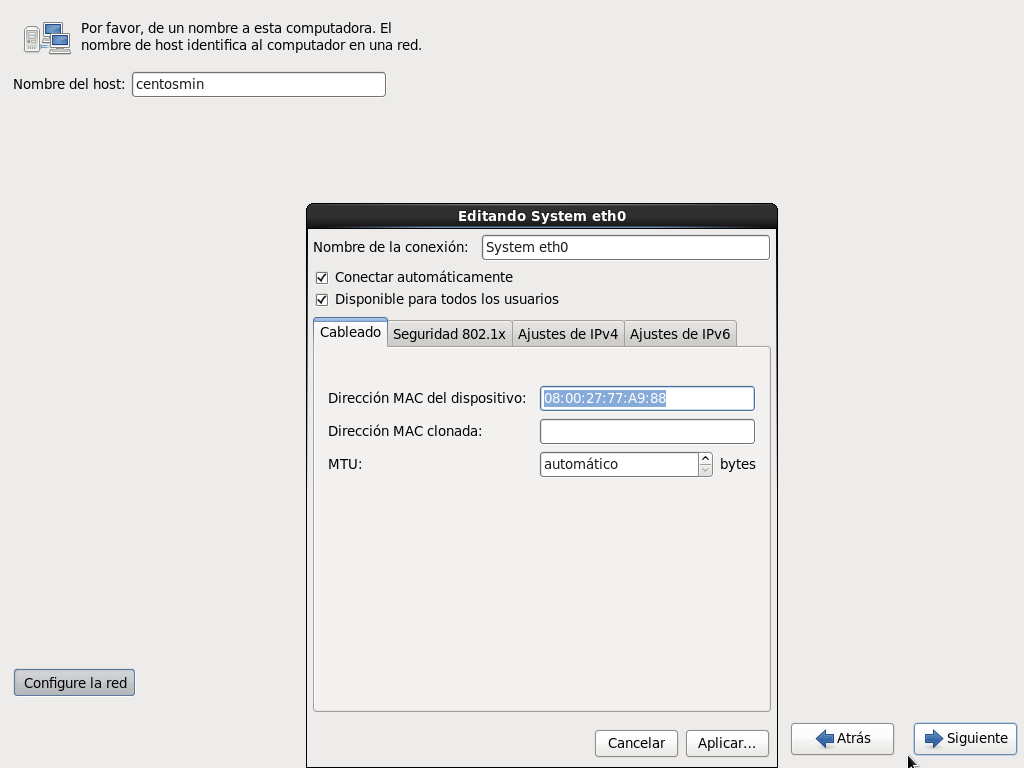 Por favor, de un nombre a esta computadora. El
nombre de host identifica al computador en una red.
Nombre del host: centosmin
Editando System eth0
Nombre de la conexión: System eth0
Conectar automáticamente
Disponible para todos los usuarios
Cableado Seguridad 802.1x Ajustes de IPv4 Ajustes de IPv6
Dirección MAC del dispositivo: 08:00:27:77:A9:88
Dirección MAC clonada:
MTU: automático bytes
Configure la red
Cancelar Aplicar... Atrás Siguiente